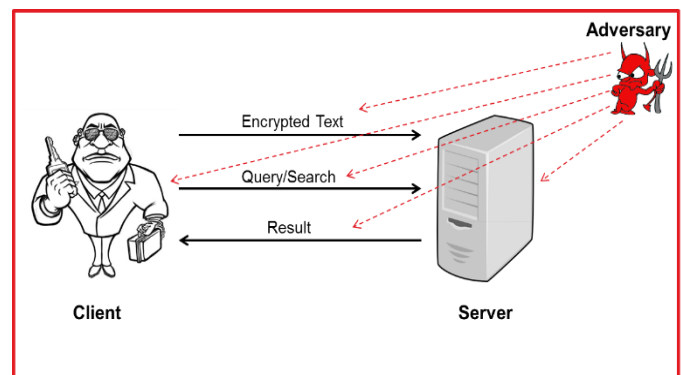 Adversary
Encrypted Text
Query/Search
Result
Client
Server